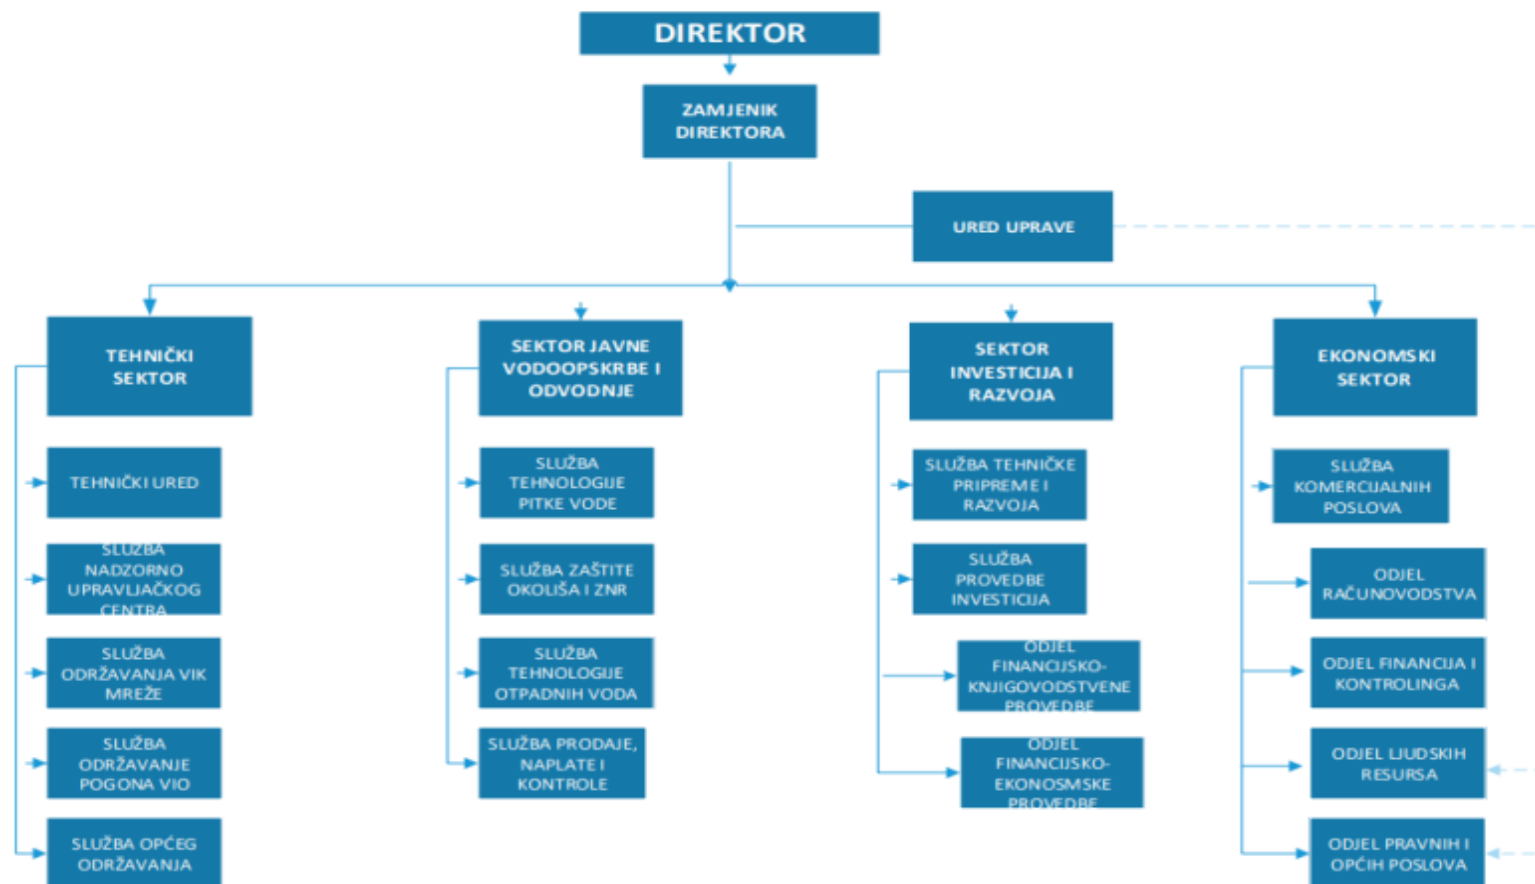 DIREKTOR
ZAMJENIK
DIREKTORA
URED UPRAVE
TEHNIČKI
SEKTOR
TEHNIČKI URED
SLUŽBA
NADZORNO
UPRAVLJAČKOG
CENTRA
SLUŽBA
ODRŽAVANJA VIK
MREŽE
SLUŽBA
ODRŽAVANJE
POGONA VIO
SLUŽBA OPĆEG
ODRŽAVANJA
SEKTOR JAVNE
VODOOPSKRBE I
ODVODNJE
SLUŽBA
TEHNOLOGIJE
PITKE VODE
SLUŽBA ZAŠTITE
OKOLIŠA I ZNR
SLUŽBA
TEHNOLOGIJE
OTPADNIH VODA
SLUŽBA PRODAJE,
NAPLATE I
KONTROLE
SEKTOR
INVESTICIJA I
RAZVOJA
SLUŽBA TEHNIČKE
PRIPREME I
RAZVOJA
SLUŽBA
PROVEDBE
INVESTICIJA
ODJEL
FINANCIJSKO-
KNJIGOVODSTVENE
PROVEDBE
ODJEL
FINANCIJSKO-
EKONOSMSKE
PROVEDBE
EKONOMSKI
SEKTOR
SLUŽBA
KOMERCIJALNIH
POSLOVA
ODJEL
RAČUNOVODSTVA
ODJEL FINANCIJA I
KONTROLINGA
ODJEL LJUDSKIH
RESURSA
ODJEL PRAVNIH I
OPĆIH POSLOVA